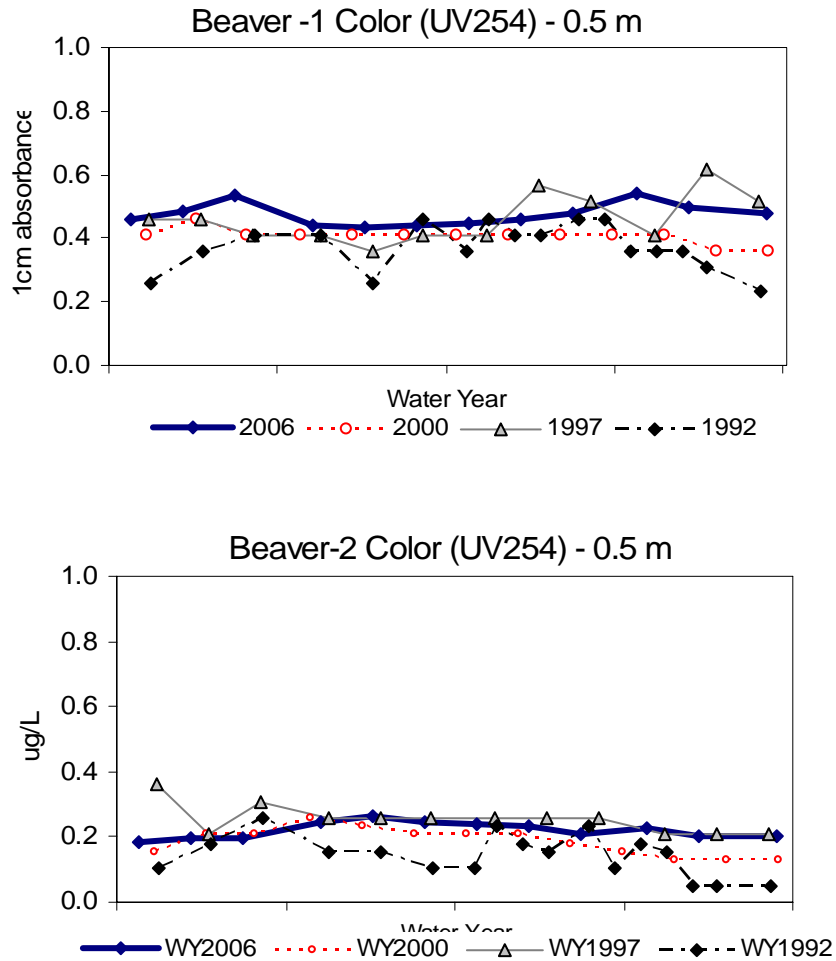 Beaver -1 Color (UV254) - 0.5 m
1.0
0.8
0.6
0.4
0.2
0.0
1cm absorbance
Water Year
2006 2000 1997 1992
Beaver-2 Color (UV254) - 0.5 m
1.0
0.8
0.6
0.4
0.2
0.0
ug/L
Water Year
WY2006 WY2000 WY1997 WY1992